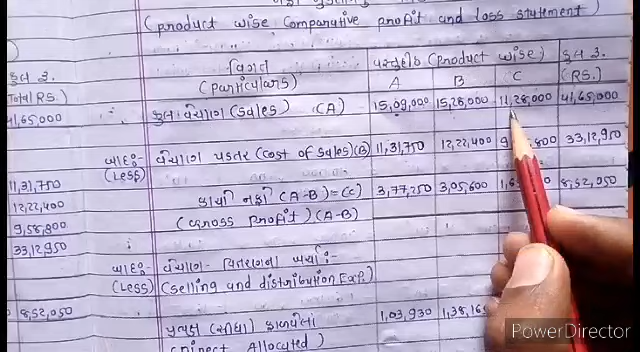 (Product wise Comparative profit and loss statement)
કુલ રૂ. વિગત પેદાશો (Product wise) કુલ રૂ.
Total RS.) (Particulars) A B C (RS.)
41,65,000 કુલ વેચાણ (Sales) (A) 15,09,000 15,28,000 11,28,000 41,65,000
બાદ:- વેચાણ પડતર (Cost of Sales) (B) 11,31,750 12,22,400 800 33,12,950
(Less)
11,31,750 કાચો નફો (A-B)=(C) 3,77,250 3,05,600 8,52,050
12,22,400 (Gross Profit) (A-B)
9,58,800
33,12,950 બાદ:- વેચાણ-વિતરણના ખર્ચા:-
(Less) (Selling and distribution Exp.)
8,52,050 પ્રત્યક્ષ (સીધા) ફાળવેલા 1,03,930
(Direct Allocated)
PowerDirector